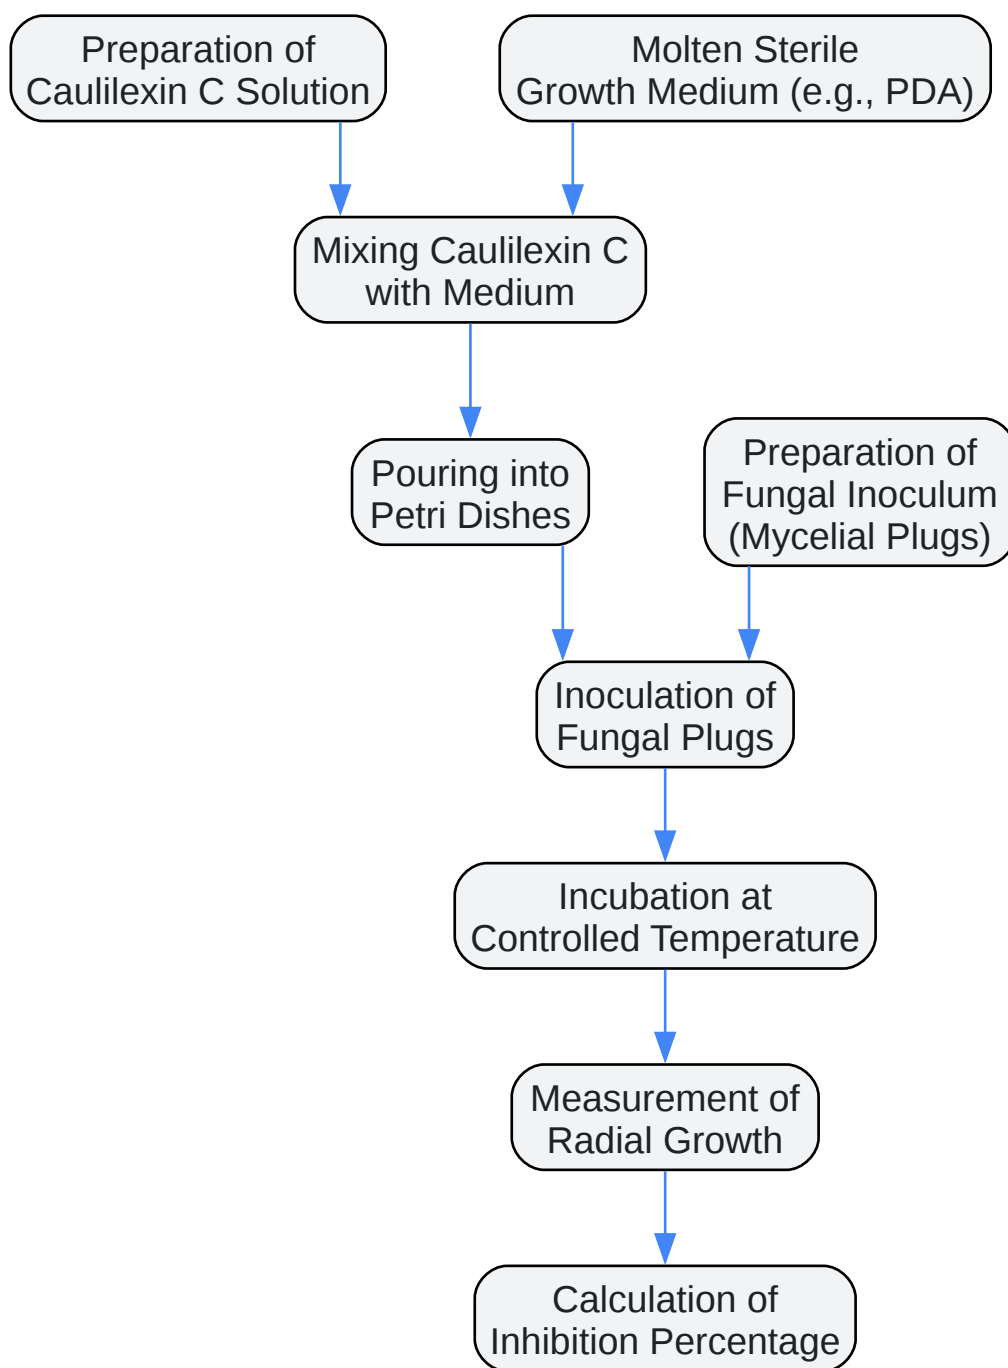 Preparation of
Caulilexin C Solution
Molten Sterile
Growth Medium (e.g., PDA)
Mixing Caulilexin C
with Medium
Pouring into
Petri Dishes
Preparation of
Fungal Inoculum
(Mycelial Plugs)
Inoculation of
Fungal Plugs
Incubation at
Controlled Temperature
Measurement of
Radial Growth
Calculation of
Inhibition Percentage